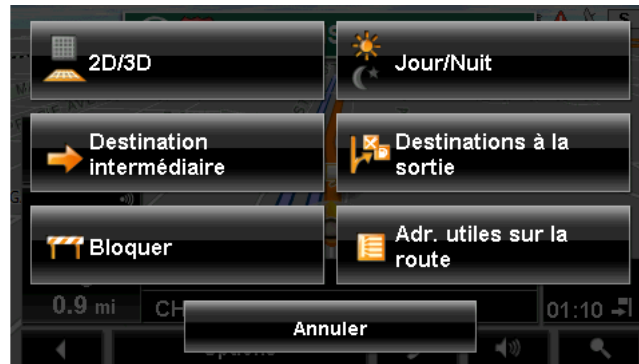 2D/3D
Jour/Nuit
Destination
intermédiaire
Destinations à la
sortie
Bloquer
Adr. utiles sur la
route
0.9 mi
CH
01:10
Annuler